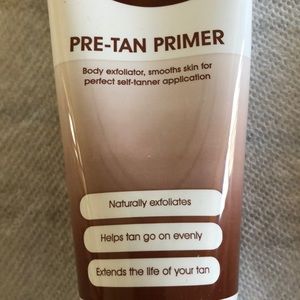 PRE-TAN PRIMER
Body exfoliator, smooths skin for
perfect self-tanner application
Naturally exfoliates
Helps tan go on evenly
Extends the life of your tan